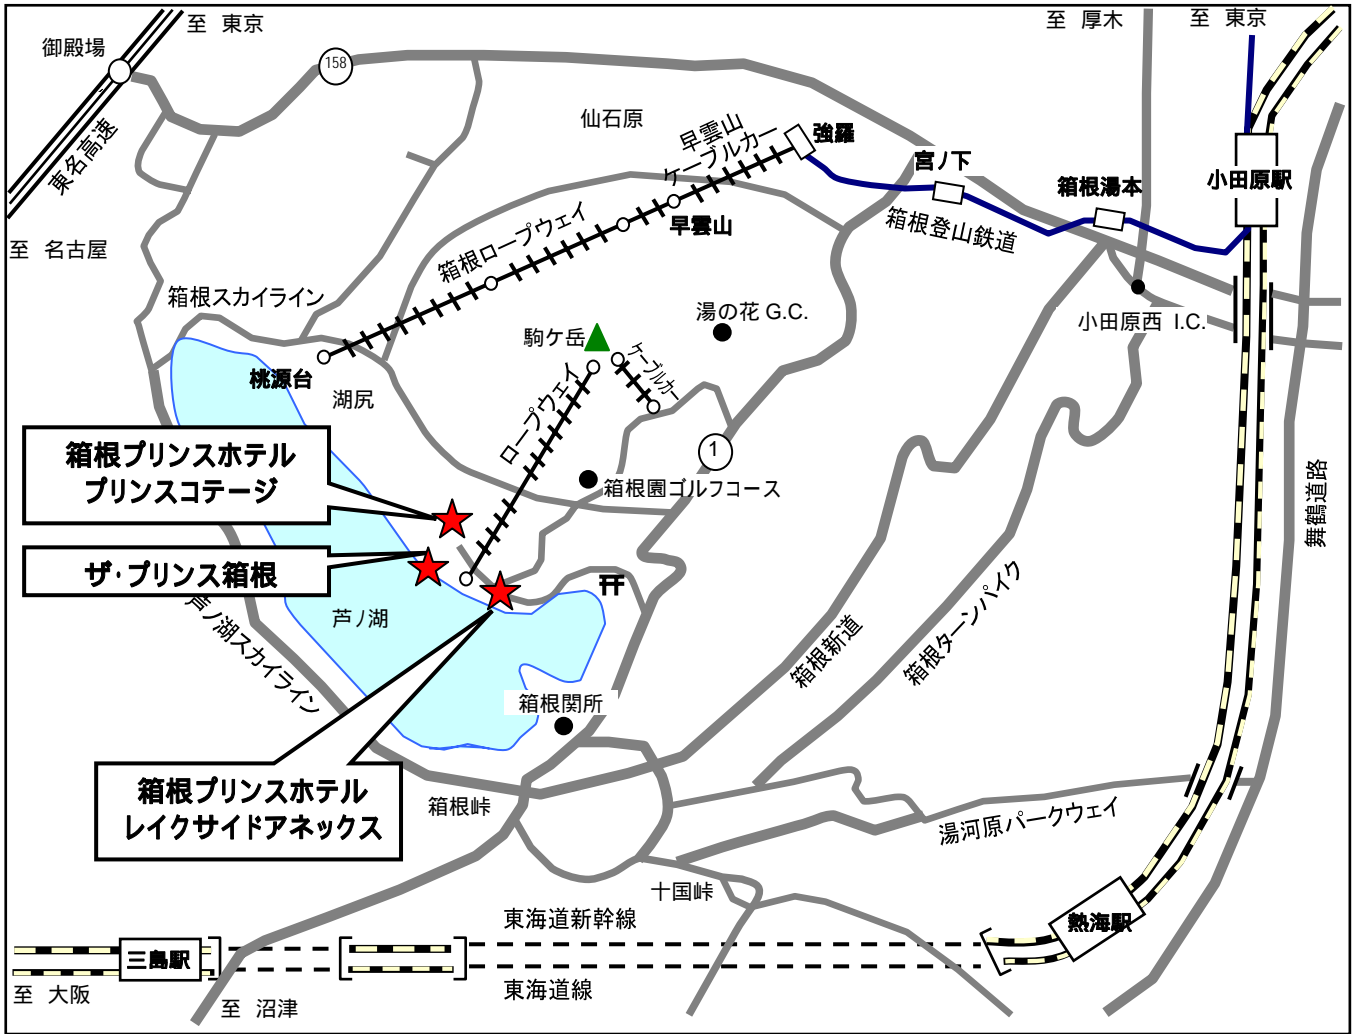 至 東京
御殿場
東名高速
至 名古屋
158
至 厚木
至 東京
仙石原
早雲山
ケーブルカー
強羅
宮ノ下
箱根湯本
小田原駅
箱根登山鉄道
早雲山
箱根ロープウェイ
箱根スカイライン
桃源台
湖尻
駒ケ岳
ケーブルカー
ロープウェイ
湯の花 G.C.
小田原西 I.C.
1
箱根園ゴルフコース
箱根プリンスホテル
プリンスコテージ
ザ・プリンス箱根
芦ノ湖
芦ノ湖スカイライン
箱根関所
箱根プリンスホテル
レイクサイドアネックス
箱根峠
箱根新道
箱根ターンパイク
舞鶴道路
湯河原パークウェイ
十国峠
熱海駅
東海道新幹線
東海道線
三島駅
至 大阪
至 沼津